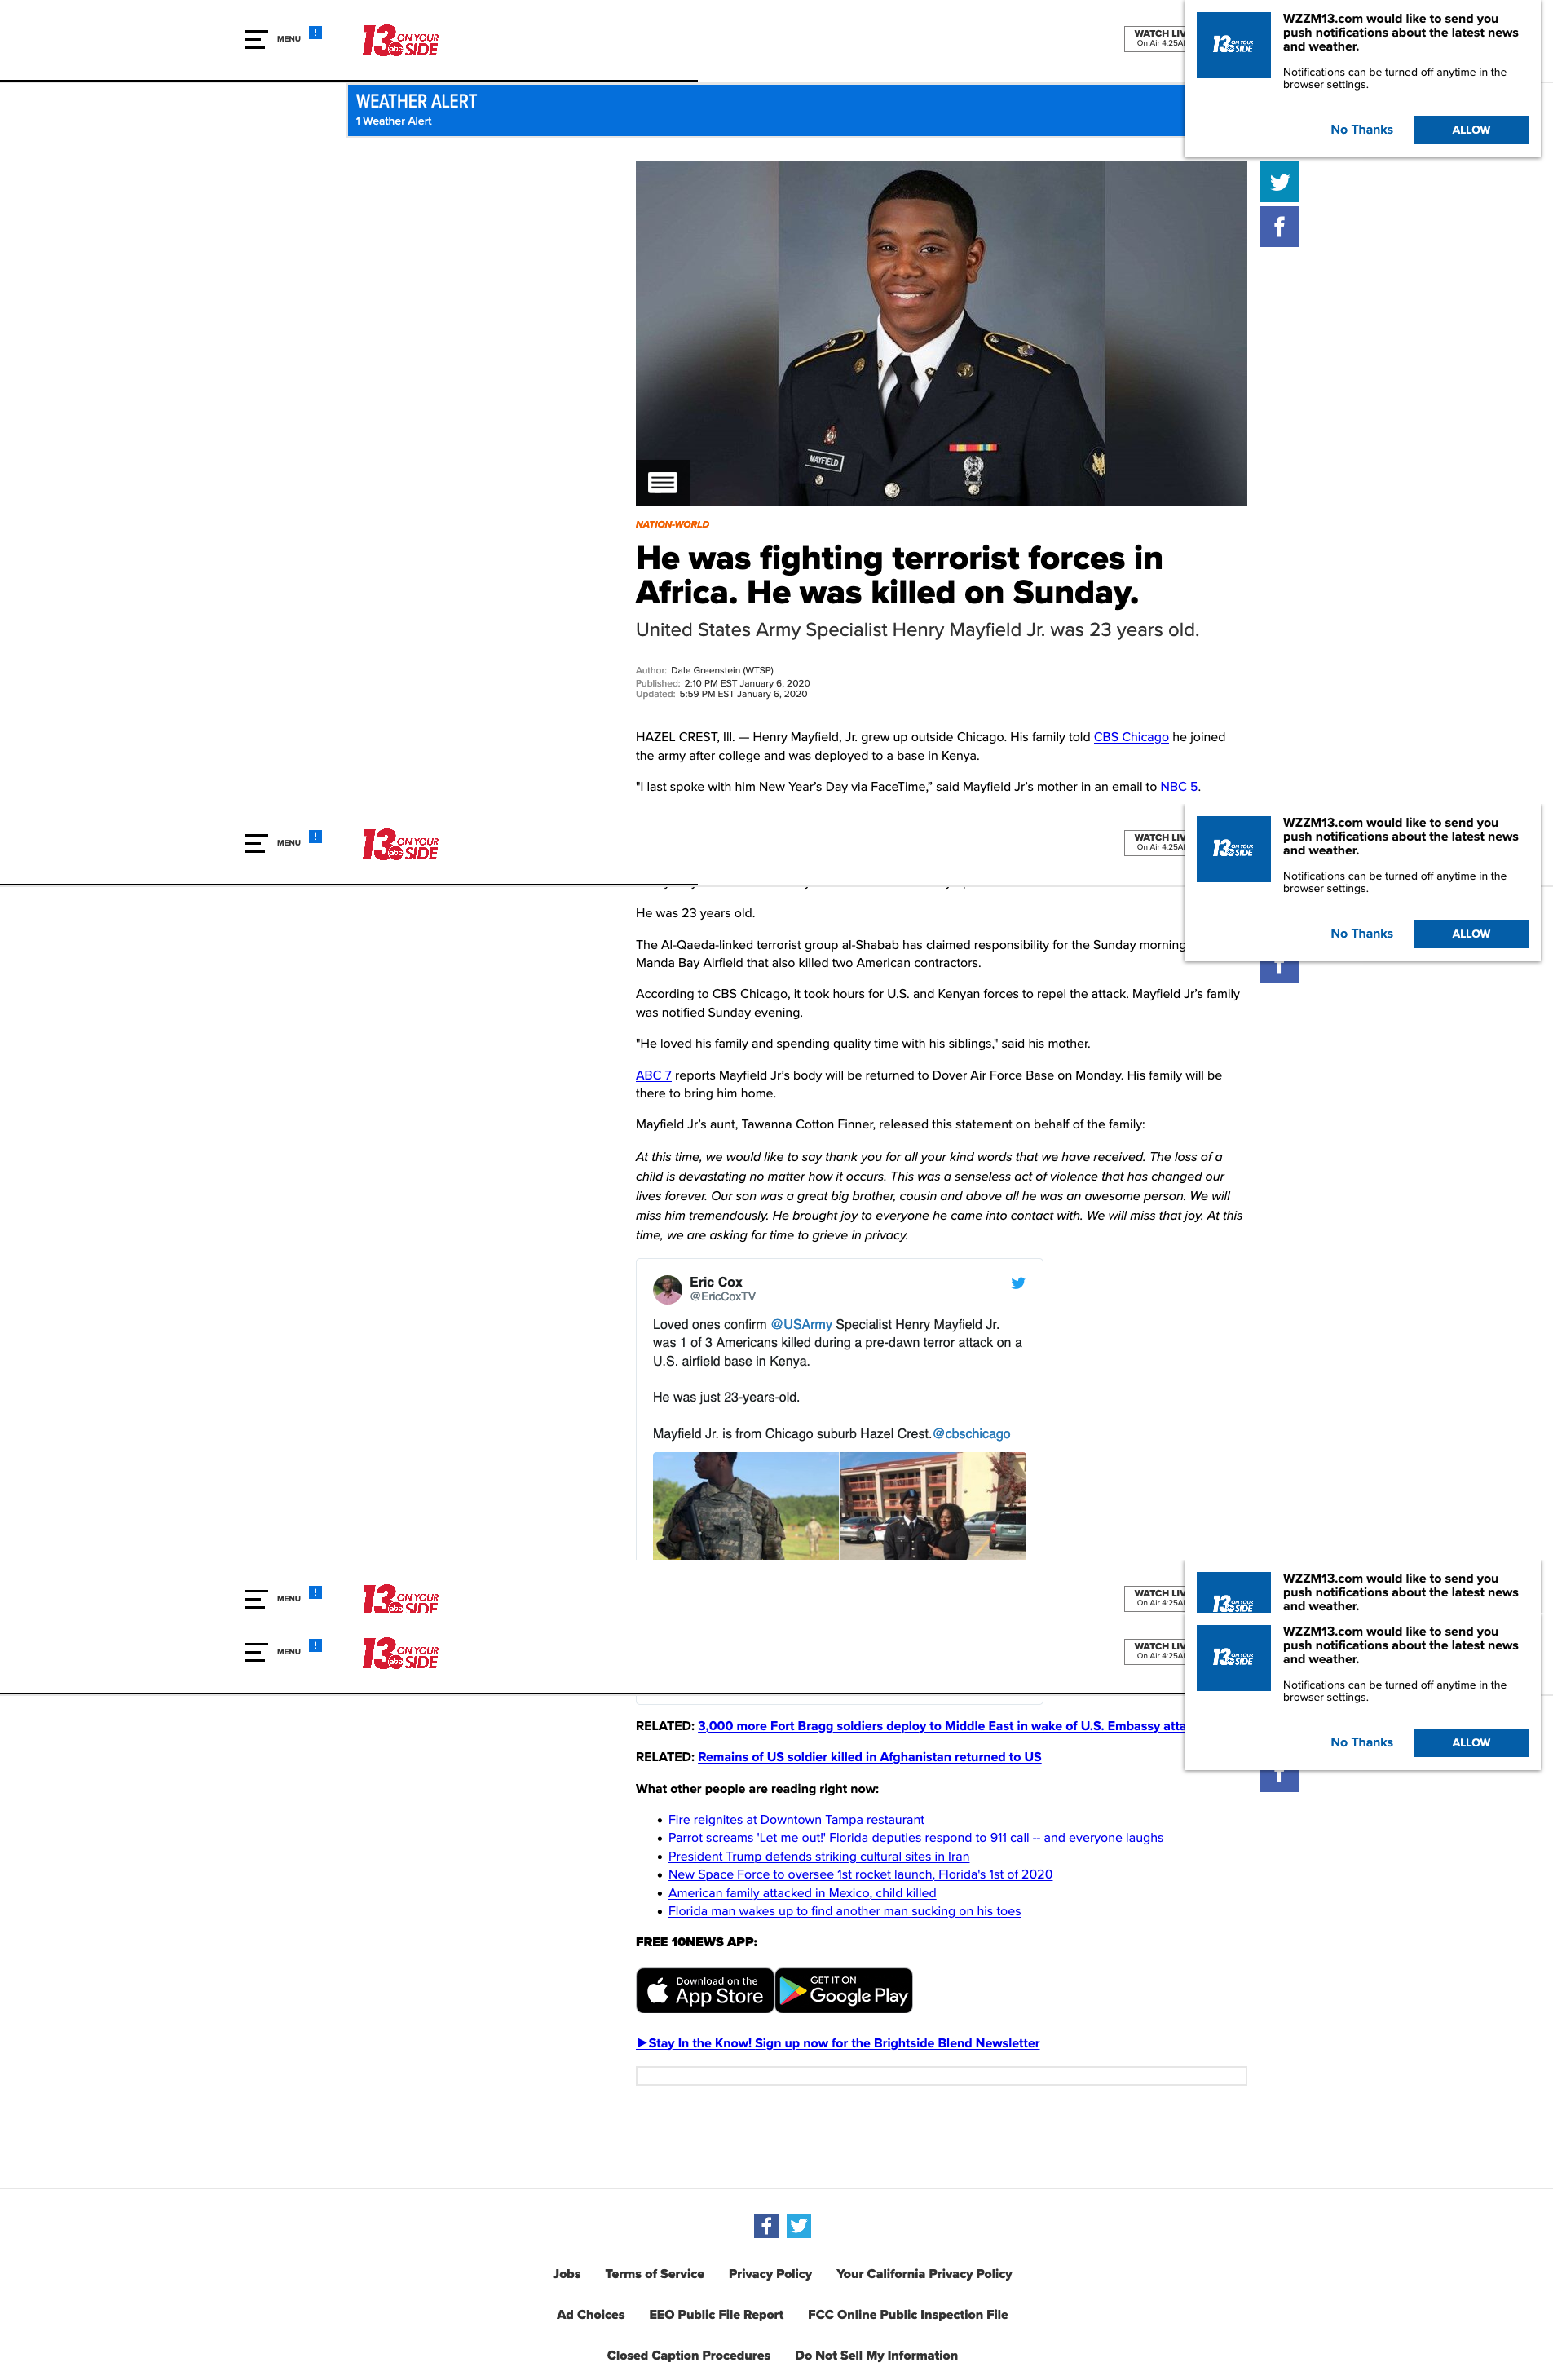 MENU
!
13 ON YOUR SIDE
abc
WATCH LIV
On Air 4:25A
13 ON YOUR SIDE
WZZM13.com would like to send you
push notifications about the latest news
and weather.
Notifications can be turned off anytime in the
browser settings.
No Thanks
ALLOW
WEATHER ALERT
1 Weather Alert
MAYFIELD
NATION-WORLD
He was fighting terrorist forces in
Africa. He was killed on Sunday.
United States Army Specialist Henry Mayfield Jr. was 23 years old.
Author: Dale Greenstein (WTSP)
Published: 2:10 PM EST January 6, 2020
Updated: 5:59 PM EST January 6, 2020
HAZEL CREST, Ill. — Henry Mayfield, Jr. grew up outside Chicago. His family told CBS Chicago he joined
the army after college and was deployed to a base in Kenya.
"I last spoke with him New Year's Day via FaceTime,” said Mayfield Jr's mother in an email to NBC 5.
MENU
!
13 ON YOUR SIDE
abc
WATCH LIV
On Air 4:25A
13 ON YOUR SIDE
WZZM13.com would like to send you
push notifications about the latest news
and weather.
Notifications can be turned off anytime in the
browser settings.
No Thanks
ALLOW
He was 23 years old.
The Al-Qaeda-linked terrorist group al-Shabab has claimed responsibility for the Sunday morning
Manda Bay Airfield that also killed two American contractors.
According to CBS Chicago, it took hours for U.S. and Kenyan forces to repel the attack. Mayfield Jr's family
was notified Sunday evening.
"He loved his family and spending quality time with his siblings," said his mother.
ABC 7 reports Mayfield Jr's body will be returned to Dover Air Force Base on Monday. His family will be
there to bring him home.
Mayfield Jr's aunt, Tawanna Cotton Finner, released this statement on behalf of the family:
At this time, we would like to say thank you for all your kind words that we have received. The loss of a
child is devastating no matter how it occurs. This was a senseless act of violence that has changed our
lives forever. Our son was a great big brother, cousin and above all he was an awesome person. We will
miss him tremendously. He brought joy to everyone he came into contact with. We will miss that joy. At this
time, we are asking for time to grieve in privacy.
Eric Cox
@EricCoxTV
Loved ones confirm @USArmy Specialist Henry Mayfield Jr.
was 1 of 3 Americans killed during a pre-dawn terror attack on a
U.S. airfield base in Kenya.
He was just 23-years-old.
Mayfield Jr. is from Chicago suburb Hazel Crest.@cbschicago
MENU
!
13 ON YOUR SIDE
abc
WATCH LIV
On Air 4:25A
13 ON YOUR SIDE
WZZM13.com would like to send you
push notifications about the latest news
and weather.
MENU
!
13 ON YOUR SIDE
abc
WATCH LIV
On Air 4:25A
13 ON YOUR SIDE
WZZM13.com would like to send you
push notifications about the latest news
and weather.
Notifications can be turned off anytime in the
browser settings.
No Thanks
ALLOW
RELATED: 3,000 more Fort Bragg soldiers deploy to Middle East in wake of U.S. Embassy atta
RELATED: Remains of US soldier killed in Afghanistan returned to US
What other people are reading right now:
• Fire reignites at Downtown Tampa restaurant
• Parrot screams 'Let me out!' Florida deputies respond to 911 call -- and everyone laughs
• President Trump defends striking cultural sites in Iran
• New Space Force to oversee 1st rocket launch, Florida's 1st of 2020
• American family attacked in Mexico, child killed
• Florida man wakes up to find another man sucking on his toes
FREE 10NEWS APP:
Download on the
App Store
GET IT ON
Google Play
►Stay In the Know! Sign up now for the Brightside Blend Newsletter
Jobs Terms of Service Privacy Policy Your California Privacy Policy
Ad Choices EEO Public File Report FCC Online Public Inspection File
Closed Caption Procedures Do Not Sell My Information